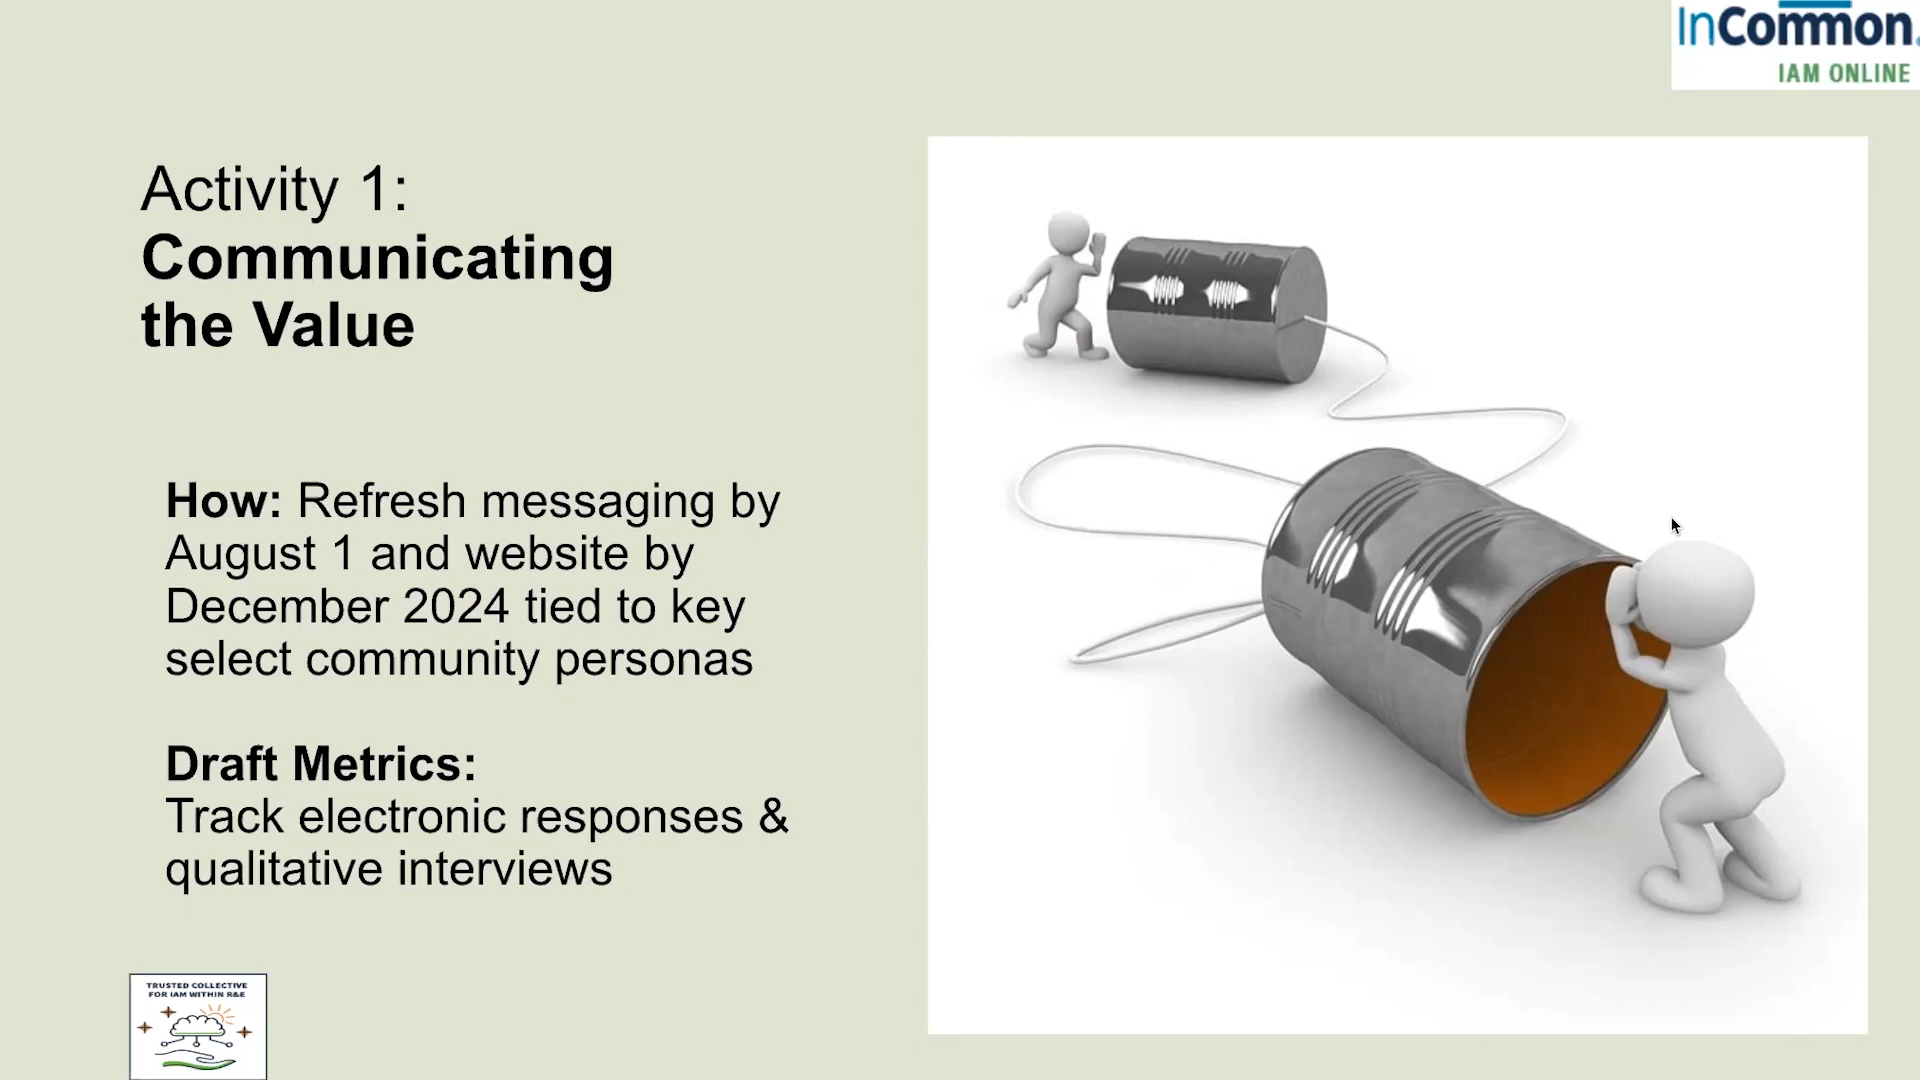 InCommon.
IAM ONLINE
Activity 1:
Communicating
the Value
How: Refresh messaging by
August 1 and website by
December 2024 tied to key
select community personas
Draft Metrics:
Track electronic responses &
qualitative interviews
TRUSTED COLLECTIVE
FOR IAM WITHIN R&E